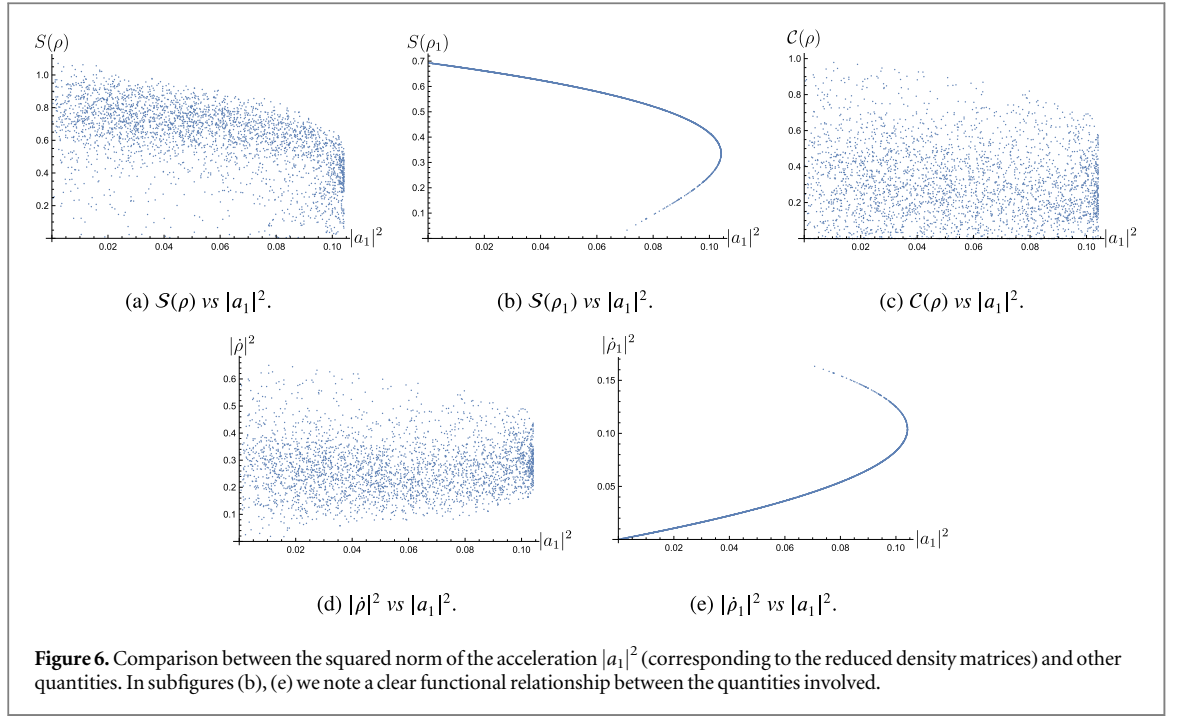 S(ρ)
1.0
0.8
0.6
0.4
0.2
0.02 0.04 0.06 0.08 0.10
|a₁|²
S(ρ₁)
0.7
0.6
0.5
0.4
0.3
0.2
0.1
0.02 0.04 0.06 0.08 0.10
|a₁|²
𝒞(ρ)
1.0
0.8
0.6
0.4
0.2
0.02 0.04 0.06 0.08 0.10
|a₁|²
(a) 𝒮(ρ) vs |a₁|².
(b) 𝒮(ρ₁) vs |a₁|².
(c) 𝒞(ρ) vs |a₁|².
|ρ̇|²
0.6
0.5
0.4
0.3
0.2
0.1
0.02 0.04 0.06 0.08 0.10
|a₁|²
|ρ̇₁|²
0.15
0.10
0.05
0.02 0.04 0.06 0.08 0.10
|a₁|²
(d) |ρ̇|² vs |a₁|².
(e) |ρ̇₁|² vs |a₁|².
Figure 6. Comparison between the squared norm of the acceleration |a₁|² (corresponding to the reduced density matrices) and other
quantities. In subfigures (b), (e) we note a clear functional relationship between the quantities involved.